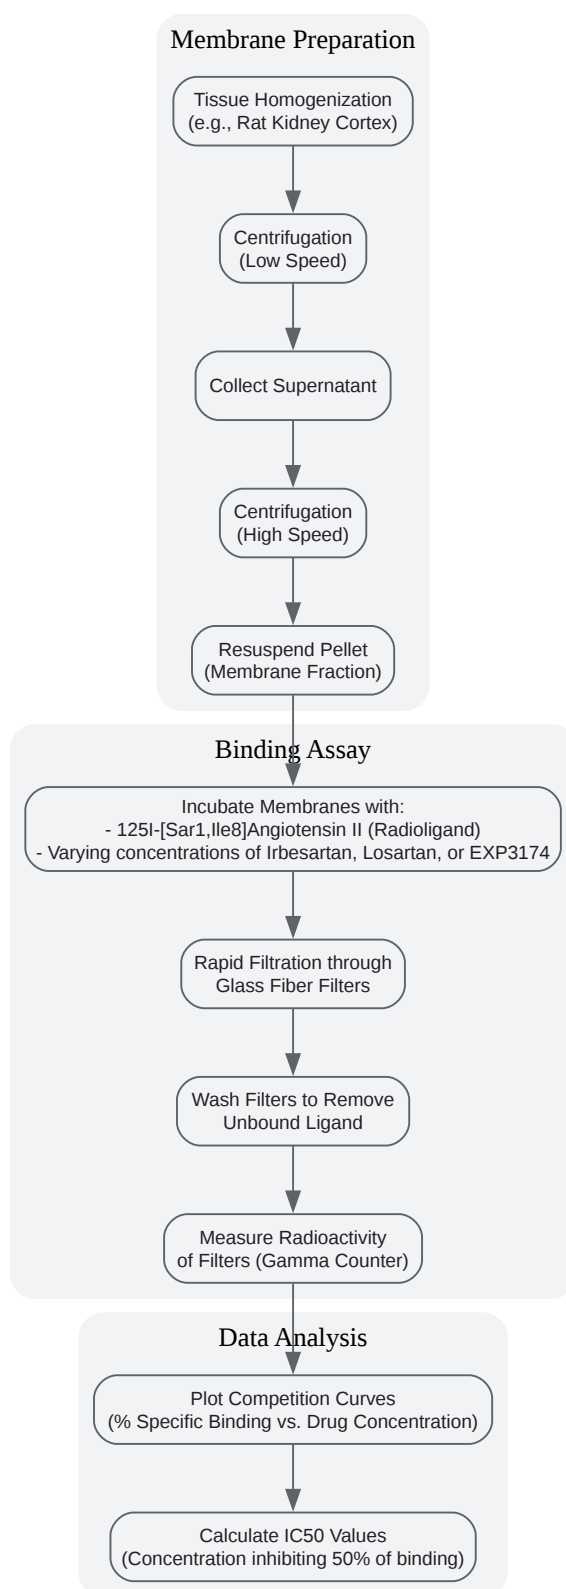 Membrane Preparation
Tissue Homogenization
(e.g., Rat Kidney Cortex)
Centrifugation
(Low Speed)
Collect Supernatant
Centrifugation
(High Speed)
Resuspend Pellet
(Membrane Fraction)
Binding Assay
Incubate Membranes with:
- 125I-[Sar1,Ile8]Angiotensin II (Radioligand)
- Varying concentrations of Irbesartan, Losartan, or EXP3174
Rapid Filtration through
Glass Fiber Filters
Wash Filters to Remove
Unbound Ligand
Measure Radioactivity
of Filters (Gamma Counter)
Data Analysis
Plot Competition Curves
(% Specific Binding vs. Drug Concentration)
Calculate IC50 Values
(Concentration inhibiting 50% of binding)